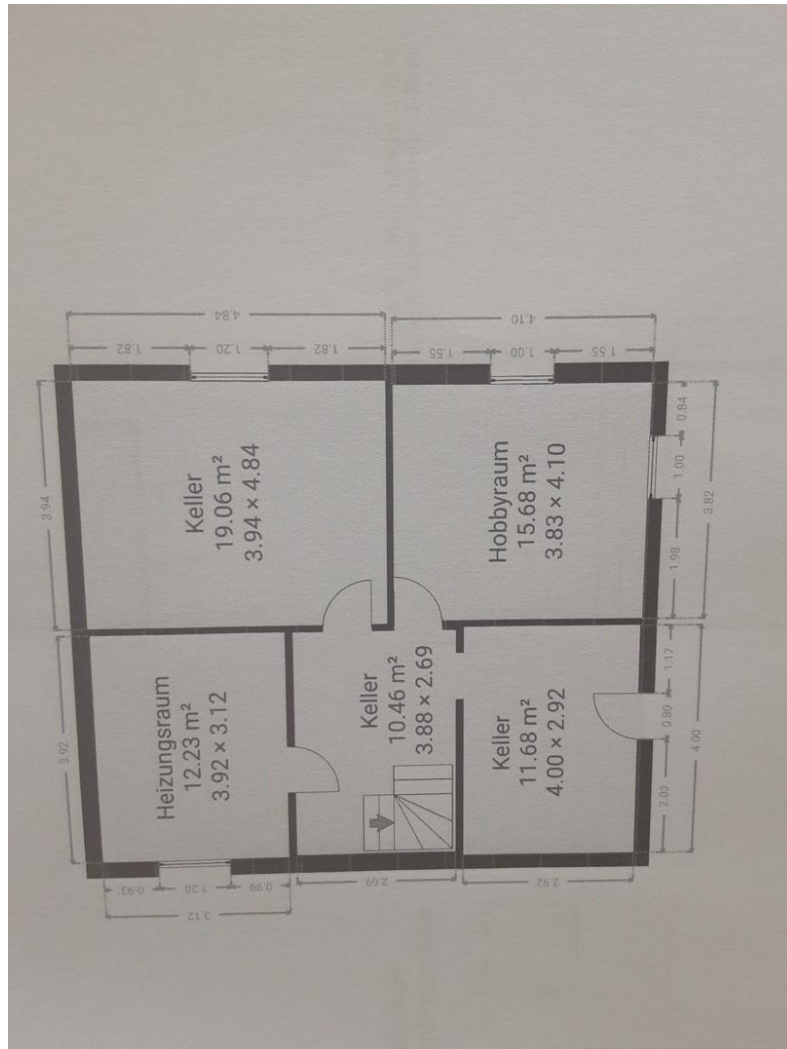 4.84
1.82
1.20
1.82
4.10
1.55
1.00
1.55
3.94
Keller
19.06 m²
3.94 × 4.84
Hobbyraum
15.68 m²
3.83 × 4.10
0.84
1.00
1.98
3.82
3.92
Heizungsraum
12.23 m²
3.92 × 3.12
Keller
10.46 m²
3.88 × 2.69
Keller
11.68 m²
4.00 × 2.92
1.17
0.80
2.03
4.00
0.93
1.20
0.99
3.12
2.69
2.92